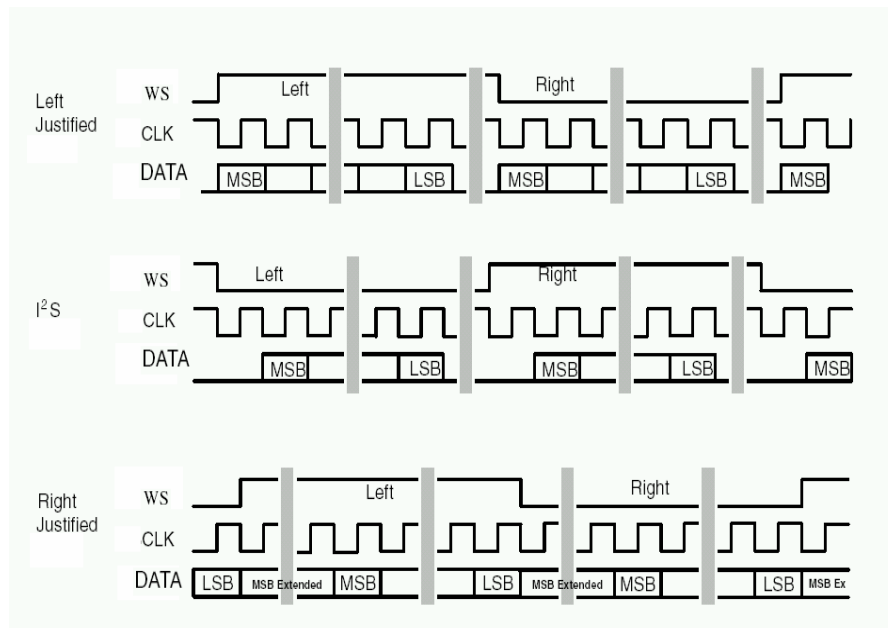 WS Left Right
Left
Justified
CLK
DATA MSB LSB MSB LSB MSB
WS Left Right
I²S
CLK
DATA MSB LSB MSB LSB MSB
Right
Justified
WS Left Right
CLK
DATA LSB MSB Extended MSB LSB MSB Extended MSB LSB MSB Ex